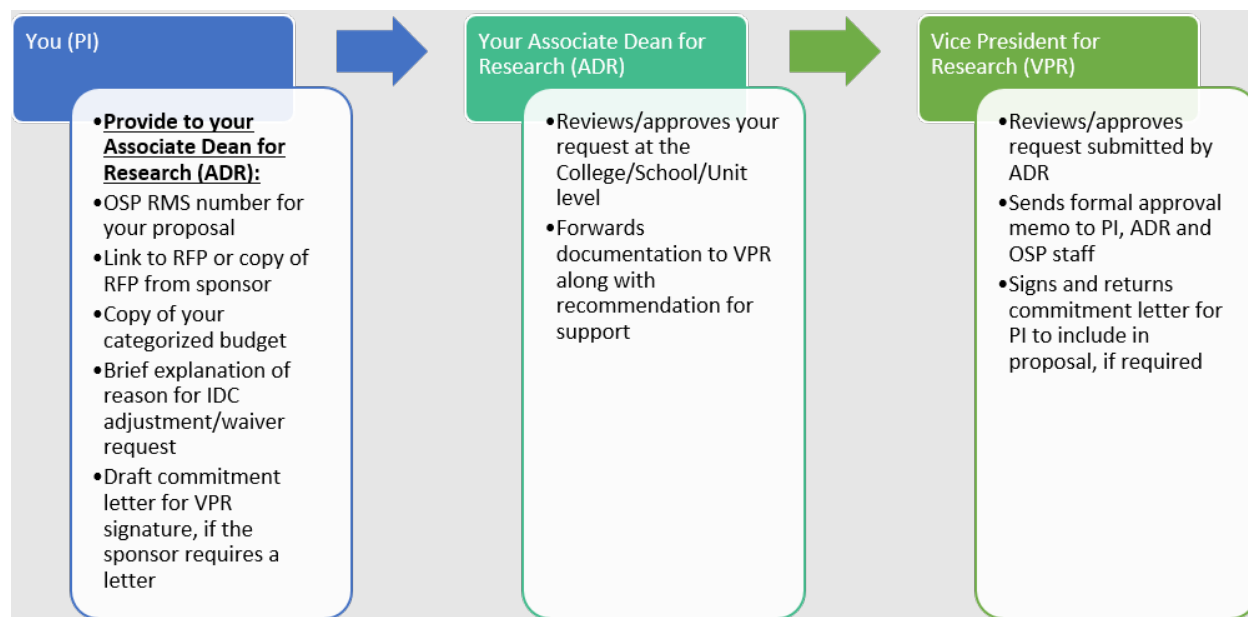 You (PI)
•Provide to your
Associate Dean for
Research (ADR):
•OSP RMS number for
your proposal
•Link to RFP or copy of
RFP from sponsor
•Copy of your
categorized budget
•Brief explanation of
reason for IDC
adjustment/waiver
request
•Draft commitment
letter for VPR
signature, if the
sponsor requires a
letter
Your Associate Dean for
Research (ADR)
•Reviews/approves your
request at the
College/School/Unit
level
•Forwards
documentation to VPR
along with
recommendation for
support
Vice President for
Research (VPR)
•Reviews/approves
request submitted by
ADR
•Sends formal approval
memo to PI, ADR and
OSP staff
•Signs and returns
commitment letter for
PI to include in
proposal, if required